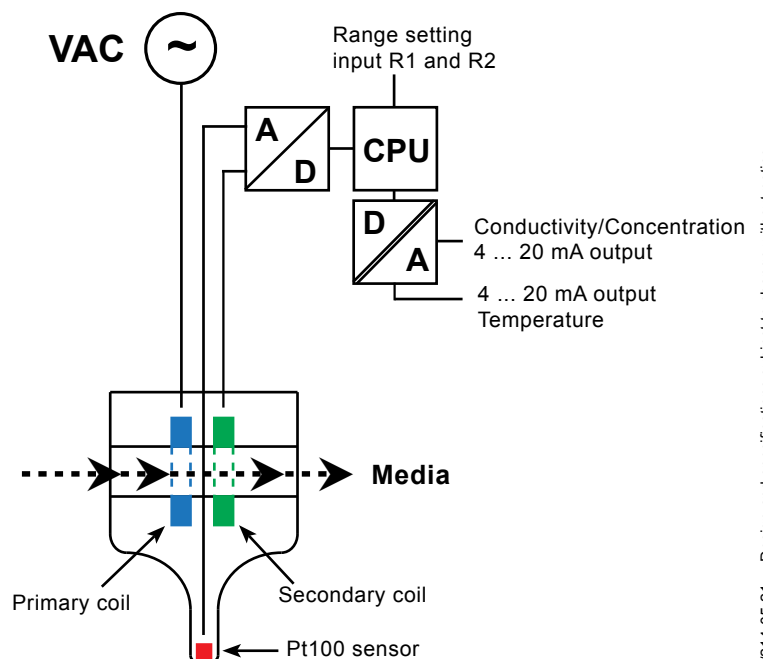 VAC
~
Range setting
input R1 and R2
A
D
CPU
D
A
Conductivity/Concentration
4 ... 20 mA output
4 ... 20 mA output
Temperature
Media
Primary coil
Secondary coil
Pt100 sensor